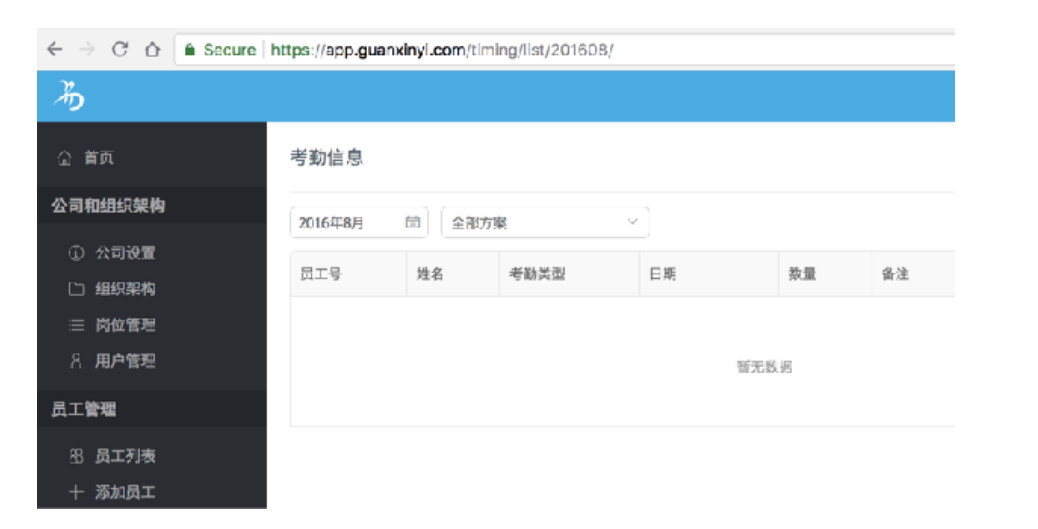 Secure https://app.guanxinyi.com/timing/list/201608/
易
首页
考勤信息
公司和组织架构
2016年8月 全部方案
公司设置
员工号 姓名 考勤类型 日期 数量 备注
组织架构
岗位管理
用户管理
暂无数据
员工管理
员工列表
添加员工